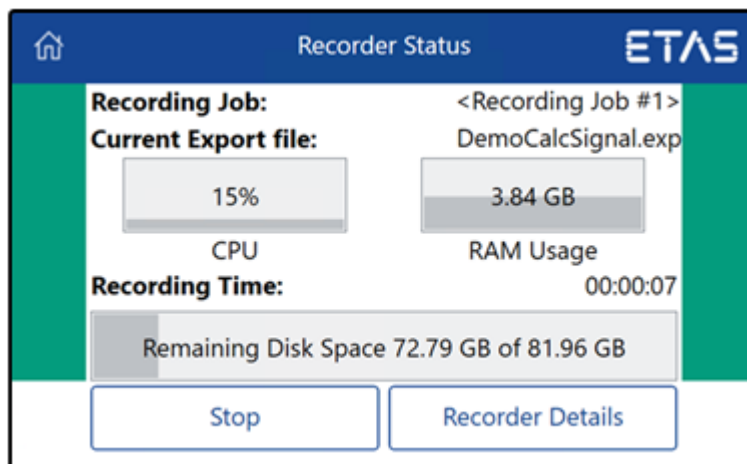 Recorder Status
ETAS
Recording Job: <Recording Job #1>
Current Export file: DemoCalcSignal.exp
15% 3.84 GB
CPU RAM Usage
Recording Time: 00:00:07
Remaining Disk Space 72.79 GB of 81.96 GB
Stop Recorder Details